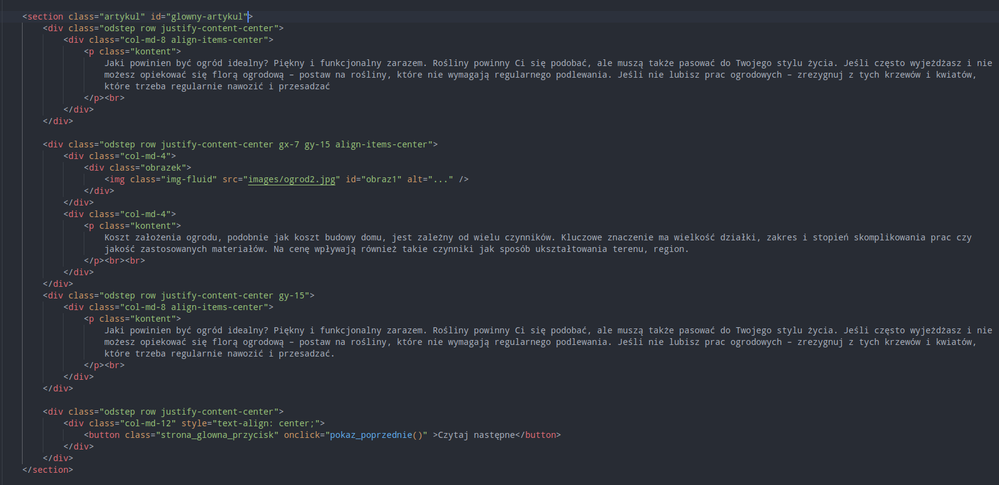 <section class="artykul" id="glowny-artykul">
<div class="odstep row justify-content-center">
<div class="col-md-8 align-items-center">
<p class="kontent">
Jaki powinien być ogród idealny? Piękny i funkcjonalny zarazem. Rośliny powinny Ci się podobać, ale muszą także pasować do Twojego stylu życia. Jeśli często wyjeżdżasz i nie
możesz opiekować się florą ogrodową – postaw na rośliny, które nie wymagają regularnego podlewania. Jeśli nie lubisz prac ogrodowych – zrezygnuj z tych krzewów i kwiatów,
które trzeba regularnie nawozić i przesadzać
</p><br>
</div>
</div>
<div class="odstep row justify-content-center gx-7 gy-15 align-items-center">
<div class="col-md-4">
<div class="obrazek">
<img class="img-fluid" src="images/ogrod2.jpg" id="obraz1" alt="..." />
</div>
</div>
<div class="col-md-4">
<p class="kontent">
Koszt założenia ogrodu, podobnie jak koszt budowy domu, jest zależny od wielu czynników. Kluczowe znaczenie ma wielkość działki, zakres i stopień skomplikowania prac czy
jakość zastosowanych materiałów. Na cenę wpływają również takie czynniki jak sposób ukształtowania terenu, region.
</p><br><br>
</div>
</div>
<div class="odstep row justify-content-center gy-15">
<div class="col-md-8 align-items-center">
<p class="kontent">
Jaki powinien być ogród idealny? Piękny i funkcjonalny zarazem. Rośliny powinny Ci się podobać, ale muszą także pasować do Twojego stylu życia. Jeśli często wyjeżdżasz i nie
możesz opiekować się florą ogrodową – postaw na rośliny, które nie wymagają regularnego podlewania. Jeśli nie lubisz prac ogrodowych – zrezygnuj z tych krzewów i kwiatów,
które trzeba regularnie nawozić i przesadzać.
</p><br>
</div>
</div>
<div class="odstep row justify-content-center">
<div class="col-md-12" style="text-align: center;">
<button class="strona_glowna_przycisk" onclick="pokaz_poprzednie()" >Czytaj następne</button>
</div>
</div>
</section>